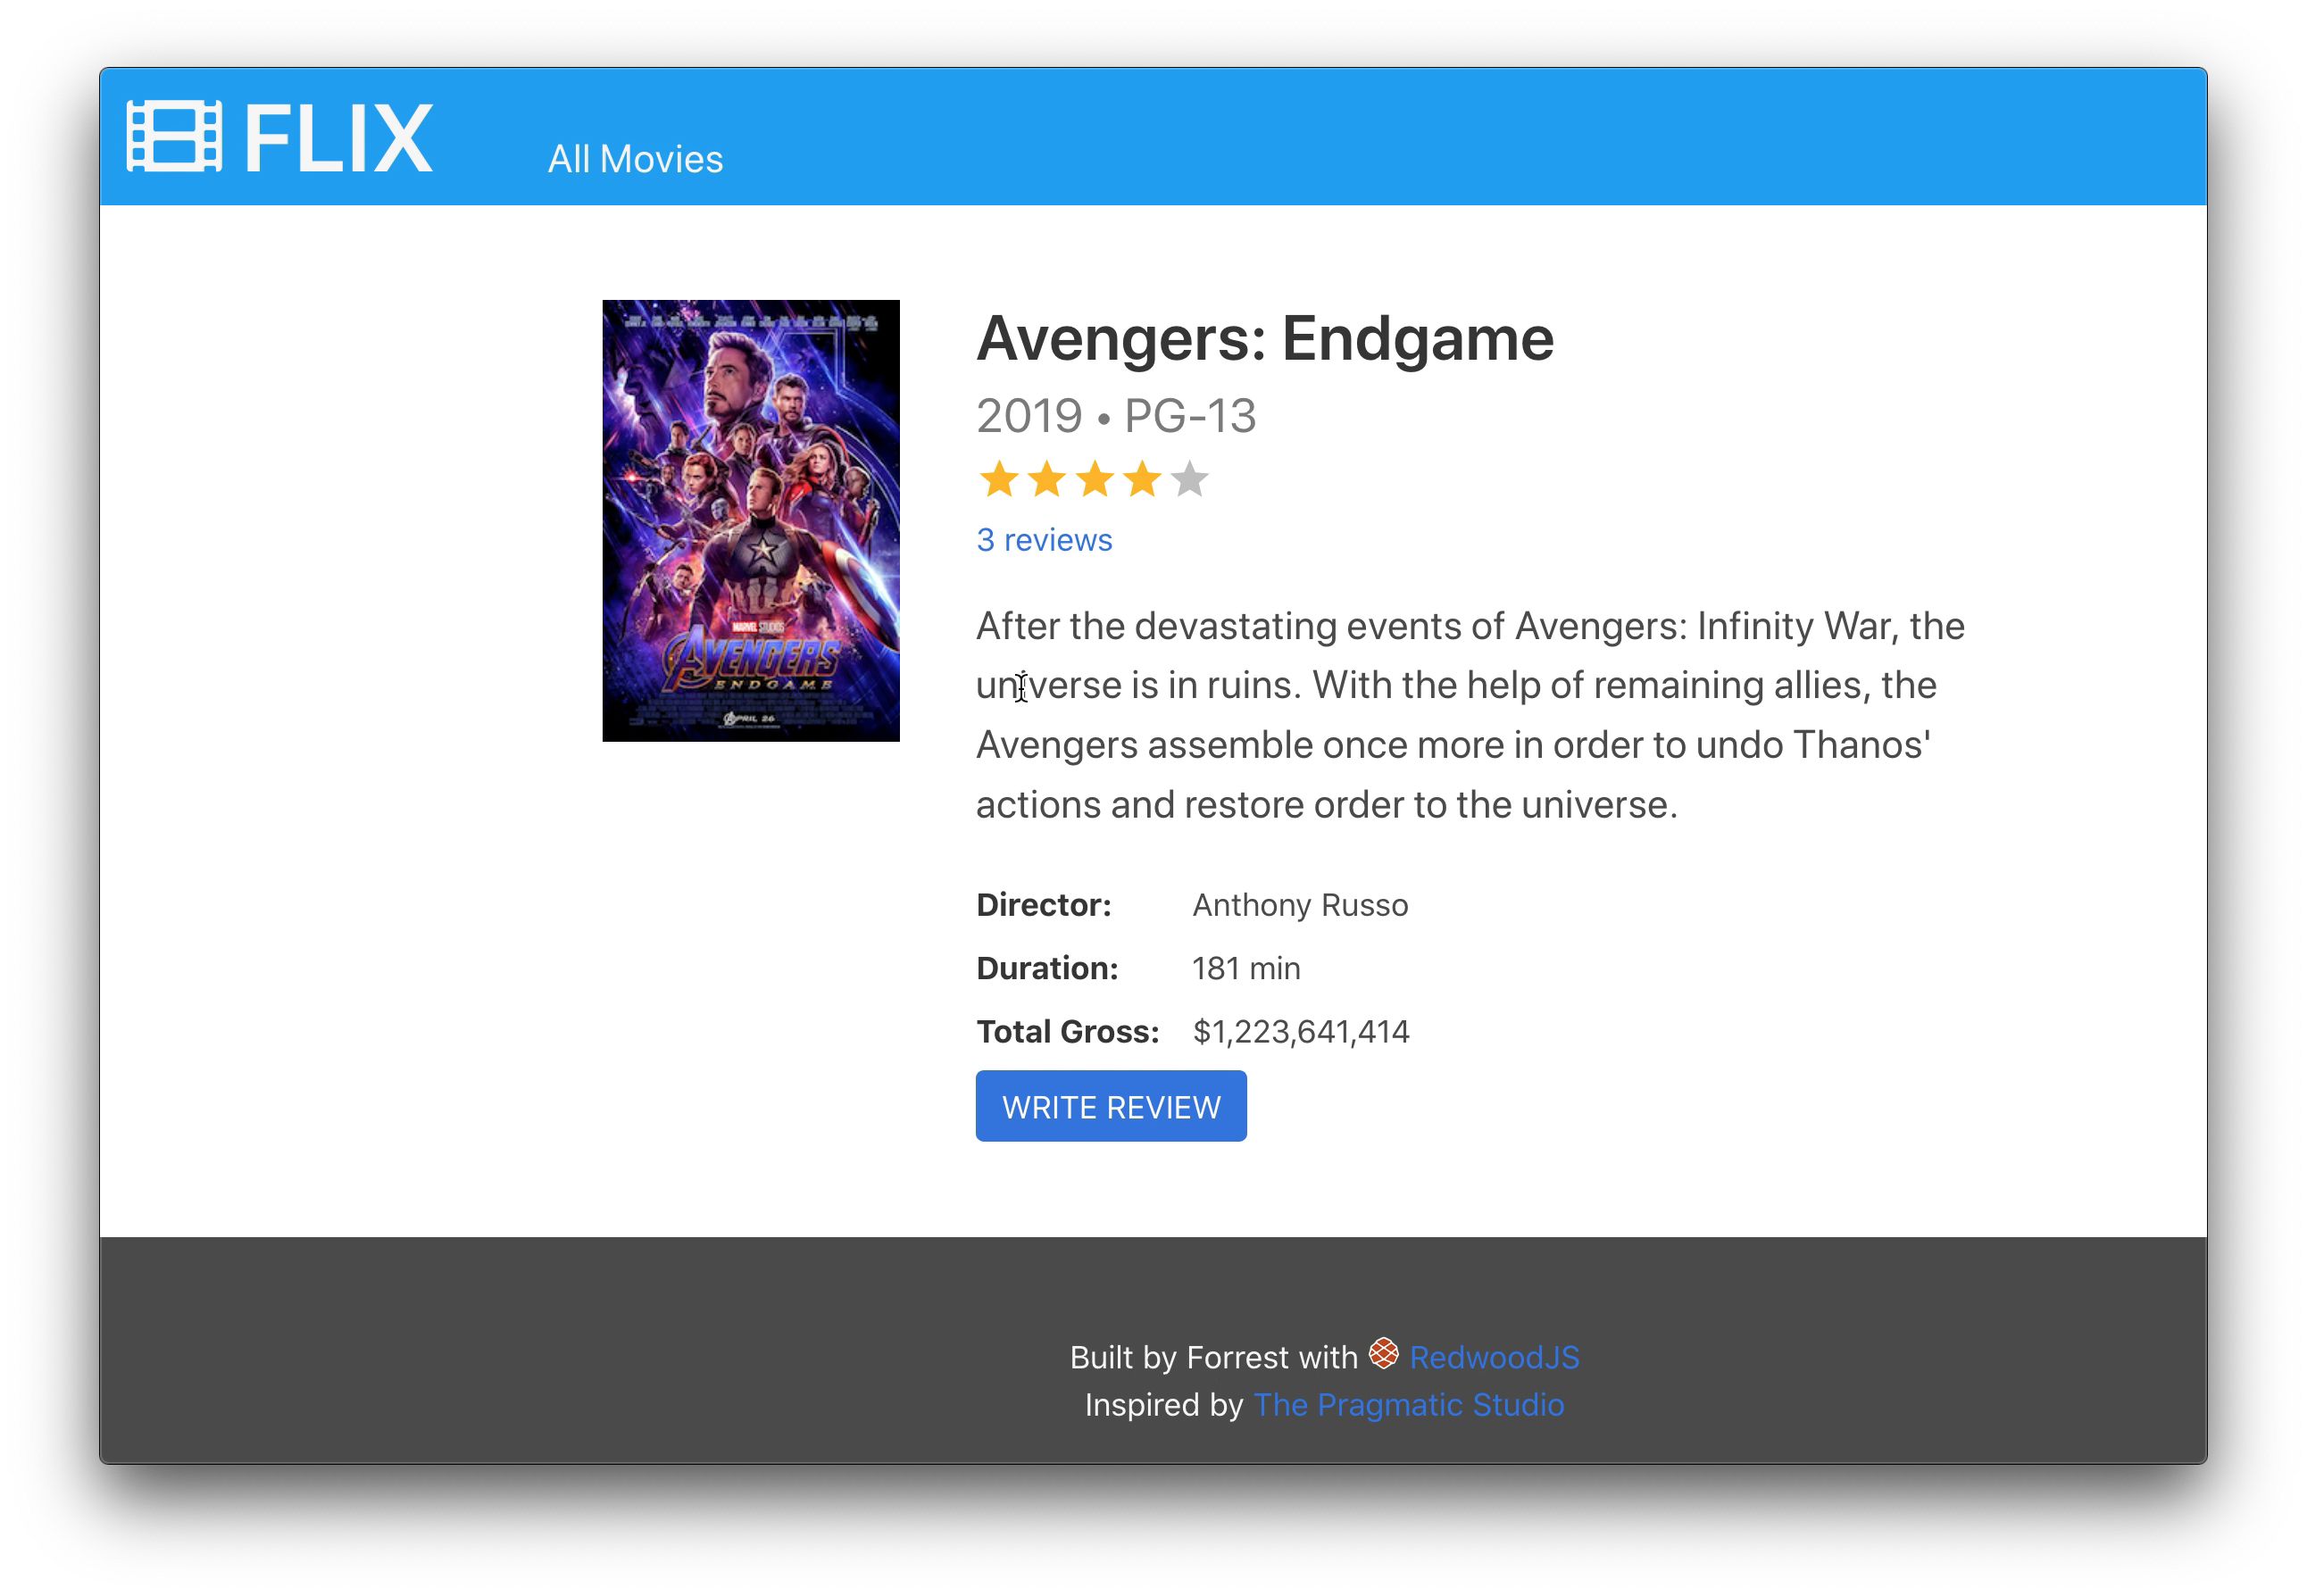 FLIX
All Movies
Avengers: Endgame
2019 • PG-13
3 reviews
After the devastating events of Avengers: Infinity War, the
universe is in ruins. With the help of remaining allies, the
Avengers assemble once more in order to undo Thanos'
actions and restore order to the universe.
Director: Anthony Russo
Duration: 181 min
Total Gross: $1,223,641,414
WRITE REVIEW
MARVEL STUDIOS
AVENGERS
ENDGAME
APRIL 26
Built by Forrest with RedwoodJS
Inspired by The Pragmatic Studio